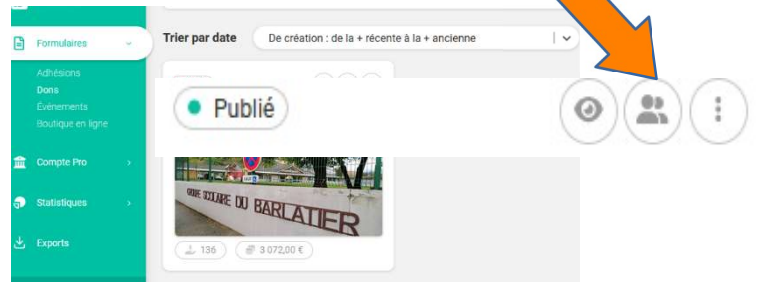 Formulaires
Adhésions
Dons
Événements
Boutique en ligne
Compte Pro
Statistiques
Exports
Trier par date
De création : de la + récente à la + ancienne
Publié
GROUPE SCOLAIRE DU BARLATIER
136
3 072,00 €